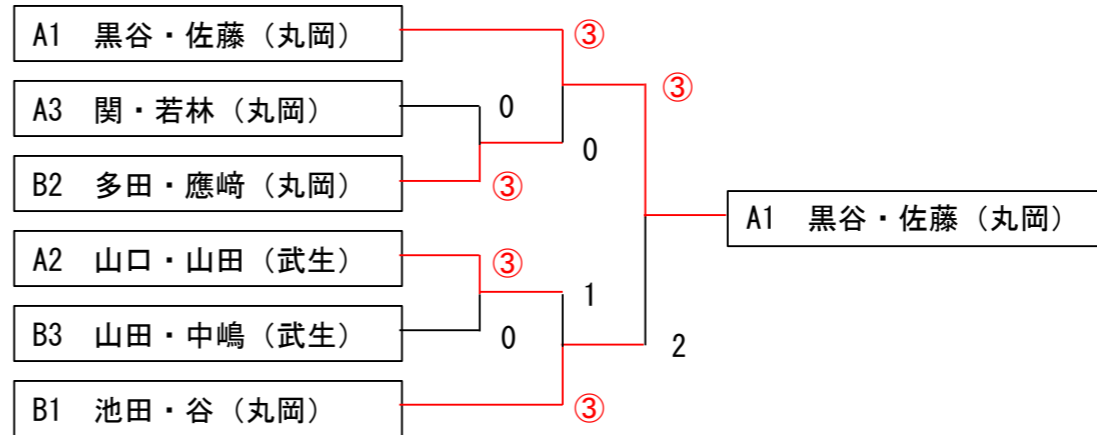 A1 黒谷・佐藤（丸岡）
③
③
A3 関・若林（丸岡）
0
0
B2 多田・應﨑（丸岡）
③
A1 黒谷・佐藤（丸岡）
A2 山口・山田（武生）
③
1
B3 山田・中嶋（武生）
0
2
B1 池田・谷（丸岡）
③